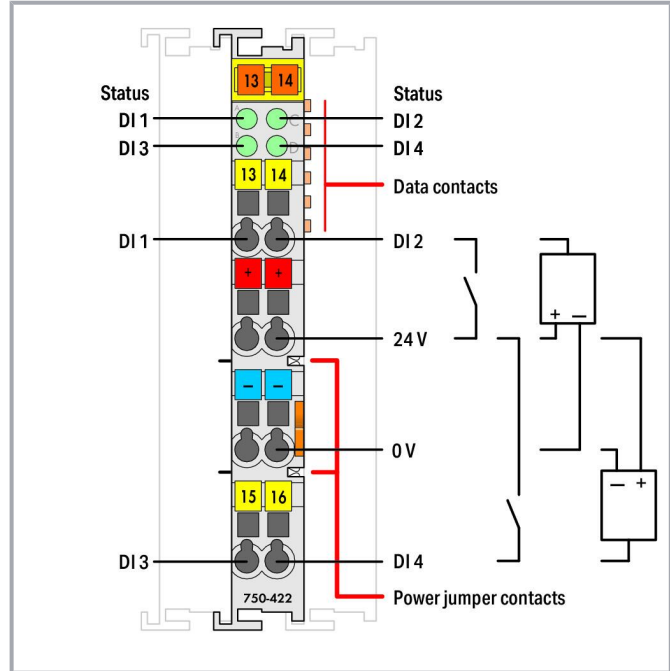 13 14
Status
Status
A C
DI 1
DI 2
B D
DI 3
DI 4
13 14
Data contacts
DI 1
DI 2
+ +
+ −
24 V
− −
0 V
− +
15 16
DI 3
DI 4
750-422
Power jumper contacts